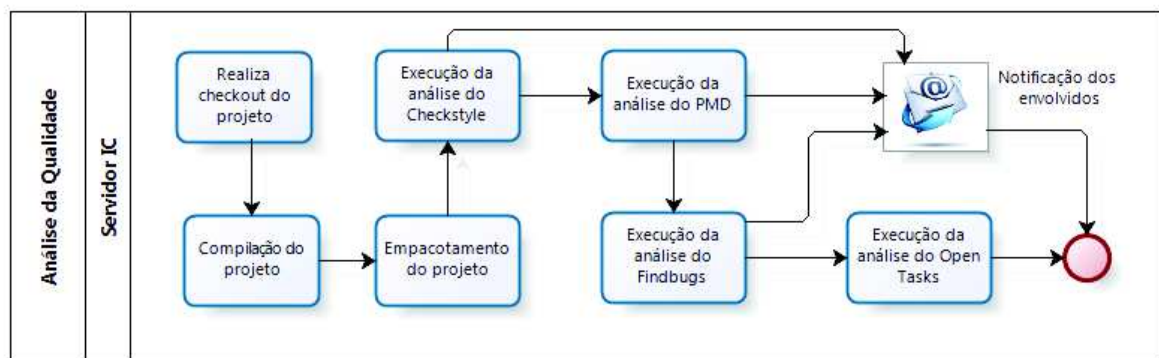 Análise da Qualidade
Servidor IC
Realiza
checkout do
projeto
Execução da
análise do
Checkstyle
Execução da
análise do PMD
@
Notificação dos
envolvidos
Compilação do
projeto
Empacotamento
do projeto
Execução da
análise do
Findbugs
Execução da
análise do Open
Tasks